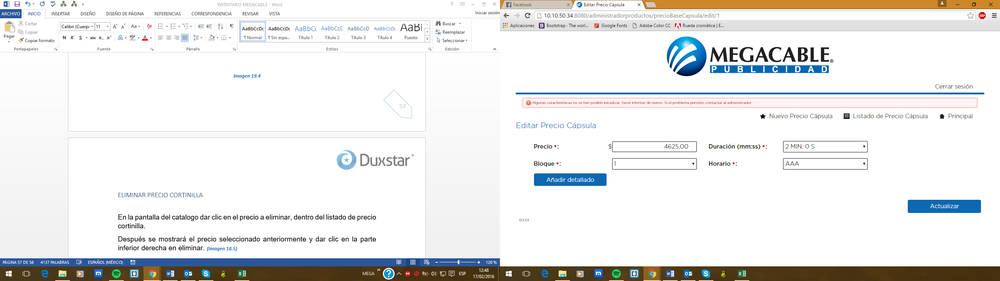 INVENTARIO MEGACABLE - Word
ARCHIVO INICIO INSERTAR DISEÑO DISEÑO DE PÁGINA REFERENCIAS CORRESPONDENCIA REVISAR VISTA Iniciar sesión
Pegar
Cortar
Copiar
Copiar formato
Portapapeles
Calibri (Cuerpo 11
N K S abc x₂ x²
Fuente
Párrafo
AaBbCcDc AaBbCcDc AaBbC( AaBbCcE AaBbCcD AaBbCcDc AaBl
¶ Normal ¶ Sin espa... Título 1 Título 2 Título 3 Título 4 Puesto
Estilos
Buscar
Reemplazar
Seleccionar
Edición
Imagen 19.4
57
Duxstar®
ELIMINAR PRECIO CORTINILLA
En la pantalla del catalogo dar clic en el precio a eliminar, dentro del listado de precio
cortinilla.
Después se mostrará el precio seleccionado anteriormente y dar clic en la parte
inferior derecha en eliminar. (Imagen 18.5)
PÁGINA 57 DE 58 4137 PALABRAS ESPAÑOL (MÉXICO) 120 %
MEGA » ESP 12:48
17/02/2016
Facebook
Editar Precio Cápsula
10.10.50.34:8080/administradorproductos/precioBaseCapsula/edit/1
ABP
Aplicaciones Bootstrap · The worl... Google Fonts Adobe Color CC Rueda cromática | E...
MEGACABLE®
PUBLICIDAD
Cerrar sesión
Algunas características no se han podido inicializar, favor intentar de nuevo. Si el problema persiste, contactar al administrador.
Nuevo Precio Cápsula Listado de Precio Cápsula Principal
Editar Precio Cápsula
Precio *: $ 4625,00 Duración (mm:ss) *: 2 MIN: 0 S
Bloque *: 1 Horario *: AAA
Añadir detallado
Actualizar
0.1.23